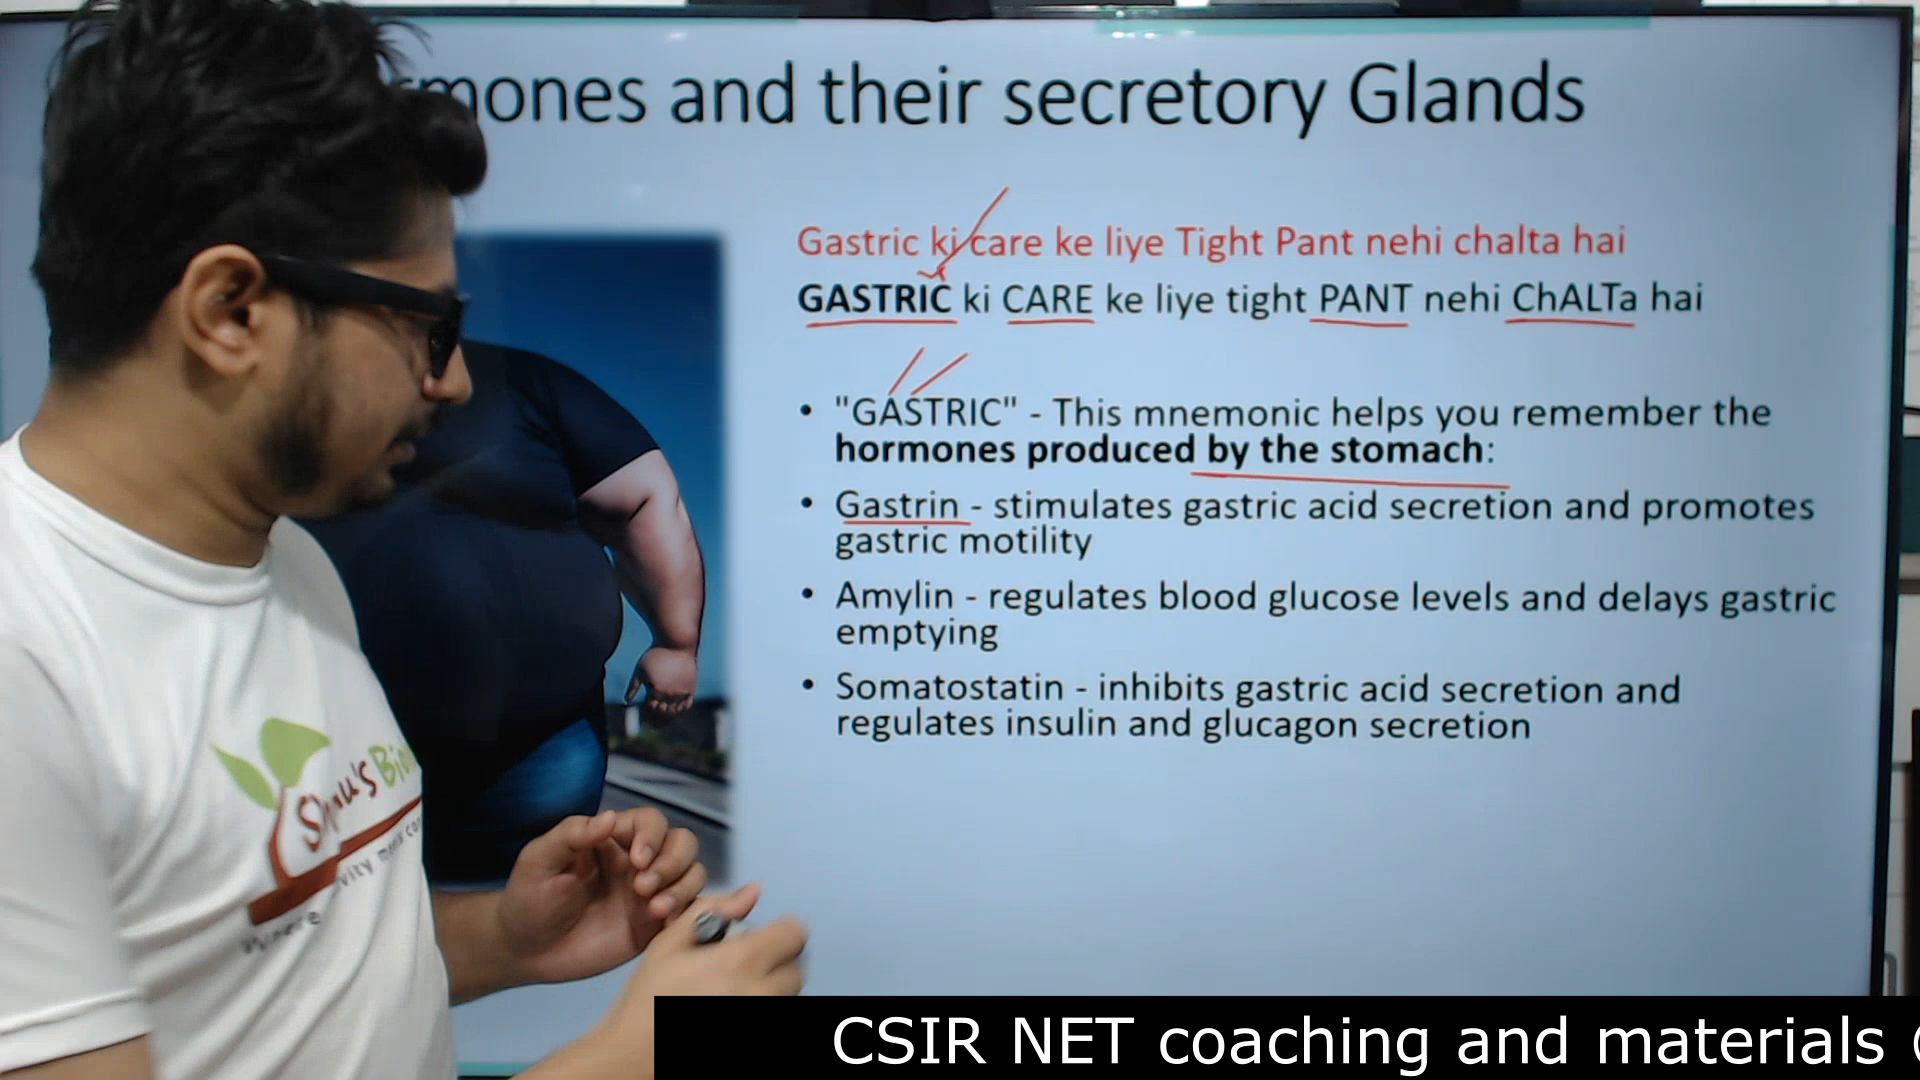 mones and their secretory Glands
Gastric ki care ke liye Tight Pant nehi chalta hai
GASTRIC ki CARE ke liye tight PANT nehi ChALTa hai
• "GASTRIC" - This mnemonic helps you remember the
hormones produced by the stomach:
• Gastrin - stimulates gastric acid secretion and promotes
gastric motility
• Amylin - regulates blood glucose levels and delays gastric
emptying
• Somatostatin - inhibits gastric acid secretion and
regulates insulin and glucagon secretion
Bio
CSIR NET coaching and materials